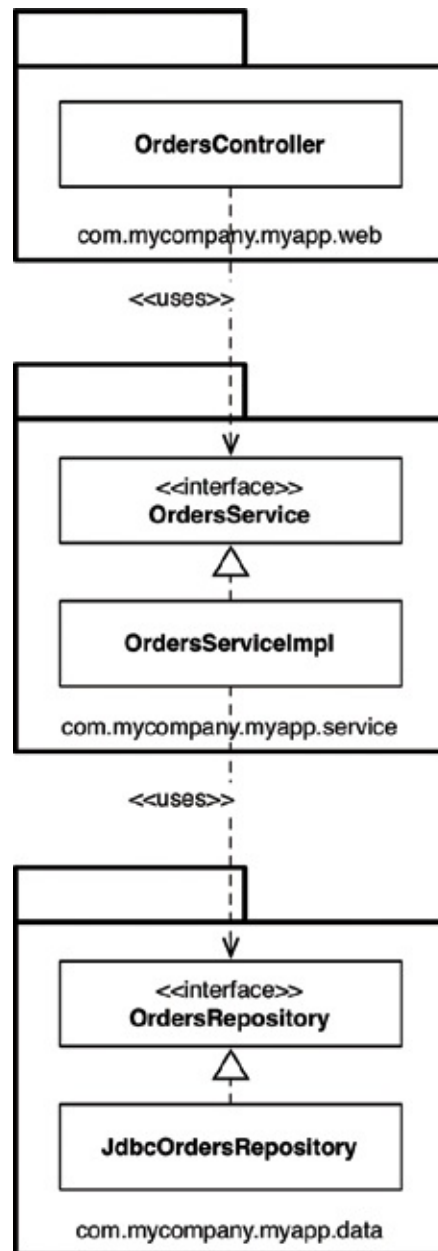 OrdersController
com.mycompany.myapp.web
<<uses>>
<<interface>>
OrdersService
OrdersServiceImpl
com.mycompany.myapp.service
<<uses>>
<<interface>>
OrdersRepository
JdbcOrdersRepository
com.mycompany.myapp.data